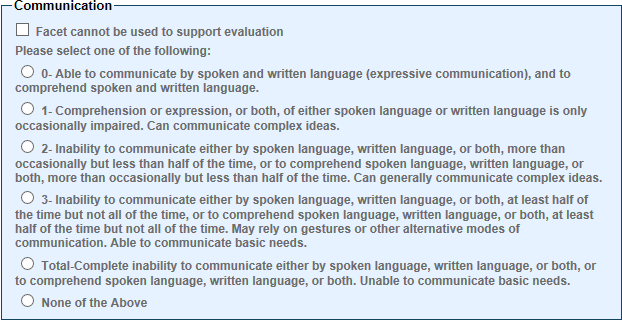 Communication
Facet cannot be used to support evaluation
Please select one of the following:
0- Able to communicate by spoken and written language (expressive communication), and to
comprehend spoken and written language.
1- Comprehension or expression, or both, of either spoken language or written language is only
occasionally impaired. Can communicate complex ideas.
2- Inability to communicate either by spoken language, written language, or both, more than
occasionally but less than half of the time, or to comprehend spoken language, written language, or
both, more than occasionally but less than half of the time. Can generally communicate complex ideas.
3- Inability to communicate either by spoken language, written language, or both, at least half of
the time but not all of the time, or to comprehend spoken language, written language, or both, at least
half of the time but not all of the time. May rely on gestures or other alternative modes of
communication. Able to communicate basic needs.
Total-Complete inability to communicate either by spoken language, written language, or both, or
to comprehend spoken language, written language, or both. Unable to communicate basic needs.
None of the Above